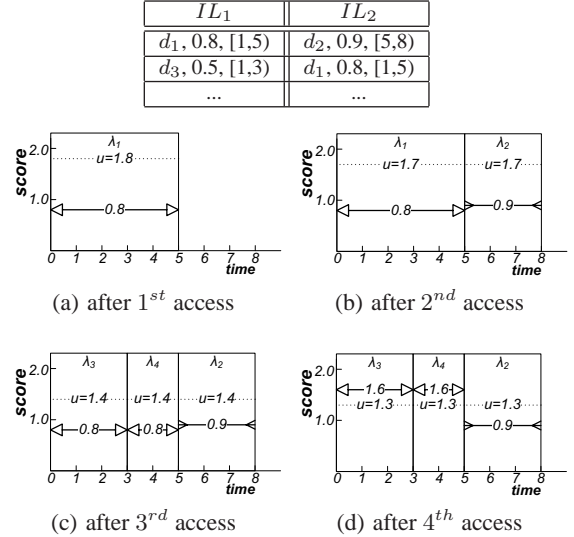 IL1 IL2
d1, 0.8, [1,5) d2, 0.9, [5,8)
d3, 0.5, [1,3) d1, 0.8, [1,5)
... ...
λ1
2.0
u=1.8
score
1.0
0.8
0 1 2 3 4 5 6 7 8
time
(a) after 1st access
λ1 λ2
2.0
u=1.7 u=1.7
score
1.0
0.8 0.9
0 1 2 3 4 5 6 7 8
time
(b) after 2nd access
λ3 λ4 λ2
2.0
u=1.4 u=1.4 u=1.4
score
1.0
0.8 0.8 0.9
0 1 2 3 4 5 6 7 8
time
(c) after 3rd access
λ3 λ4 λ2
2.0
1.6 1.6
u=1.3 u=1.3 u=1.3
score
1.0
0.9
0 1 2 3 4 5 6 7 8
time
(d) after 4th access